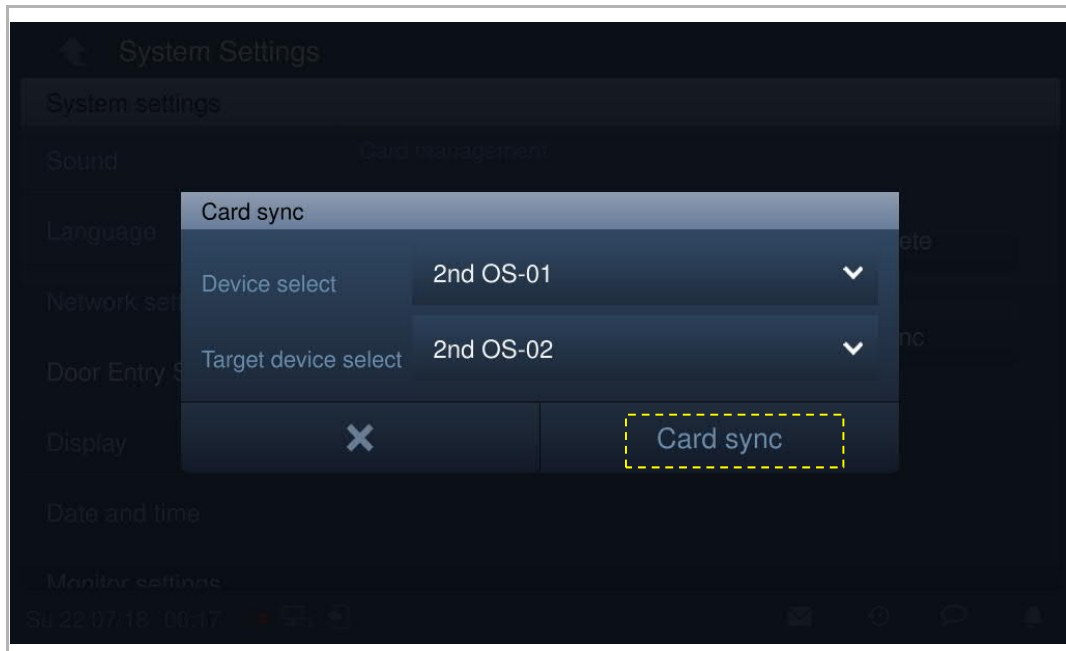 System Settings
System settings
Sound
Card management
Language
Card sync
Device select
2nd OS-01
Network set
Target device select
2nd OS-02
Door Entry S
Display
Card sync
Date and time
Monitor settings